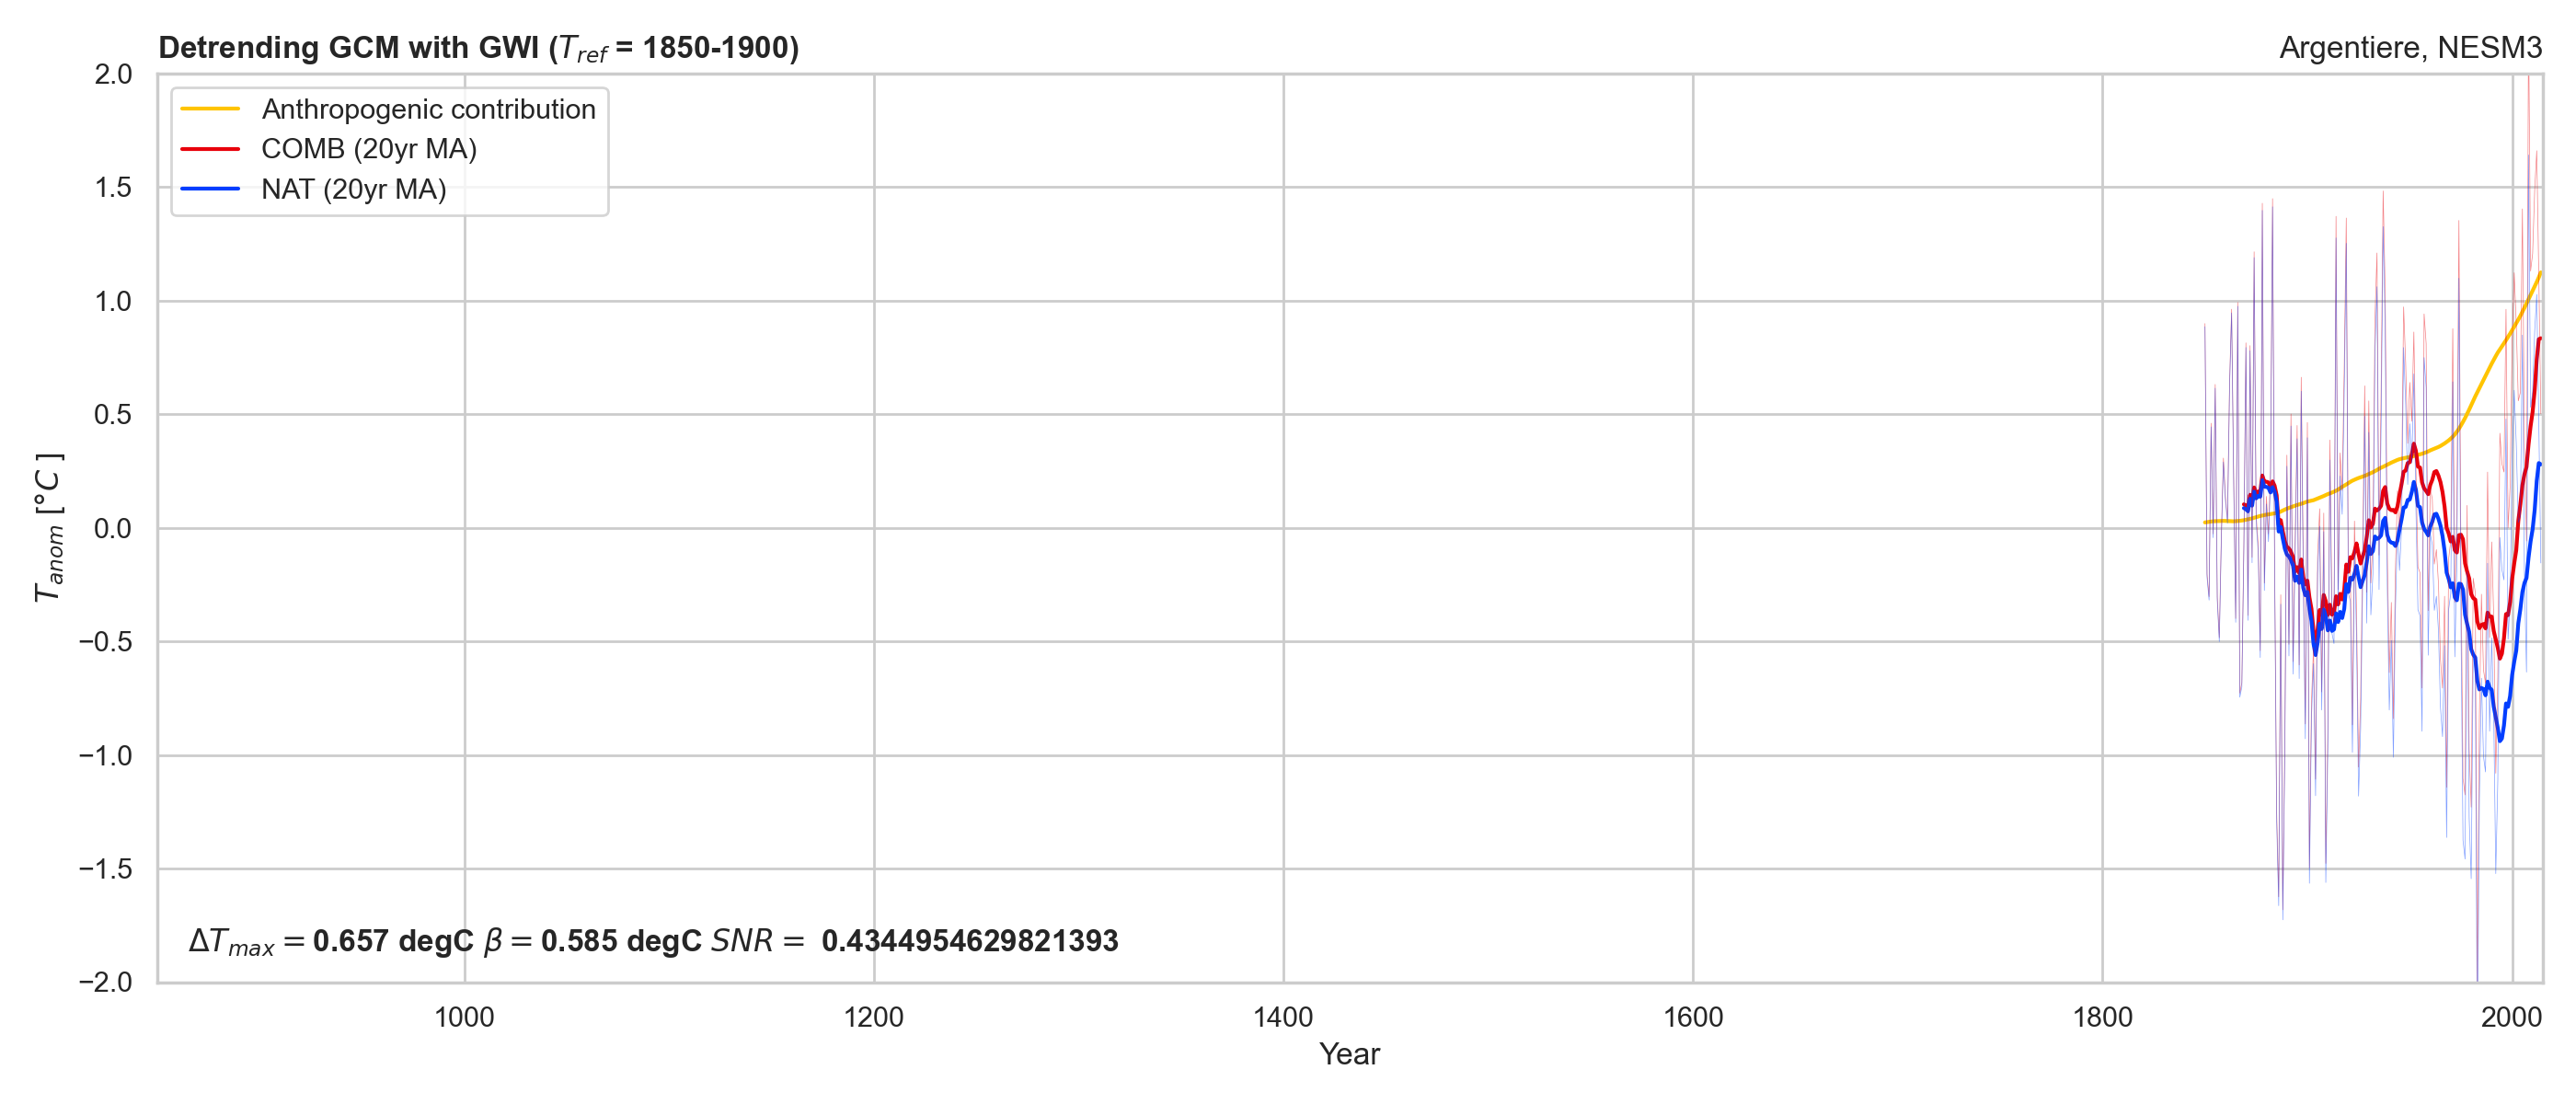 Detrending GCM with GWI (T_ref = 1850-1900)
Argentiere, NESM3
2.0
1.5
1.0
0.5
0.0
−0.5
−1.0
−1.5
−2.0
T_anom [°C ]
Anthropogenic contribution
COMB (20yr MA)
NAT (20yr MA)
ΔT_max = 0.657 degC β = 0.585 degC SNR = 0.4344954629821393
1000
1200
1400
1600
1800
2000
Year